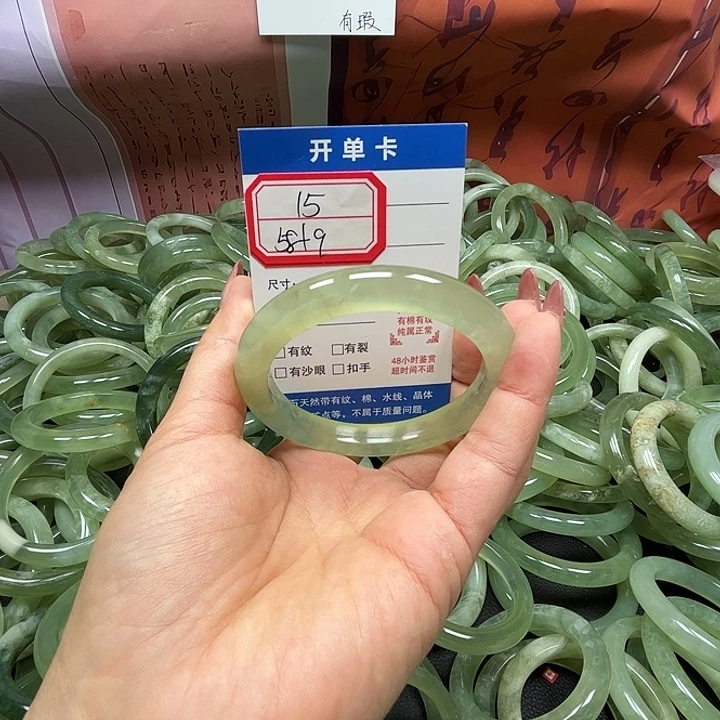 有瑕
开单卡
15
58+9
尺寸:
有棉有纹
纯属正常
有纹 有裂
有沙眼 扣手
48小时鉴赏
超时间不退
石天然带有纹、棉、水线、晶体
点等，不属于质量问题。